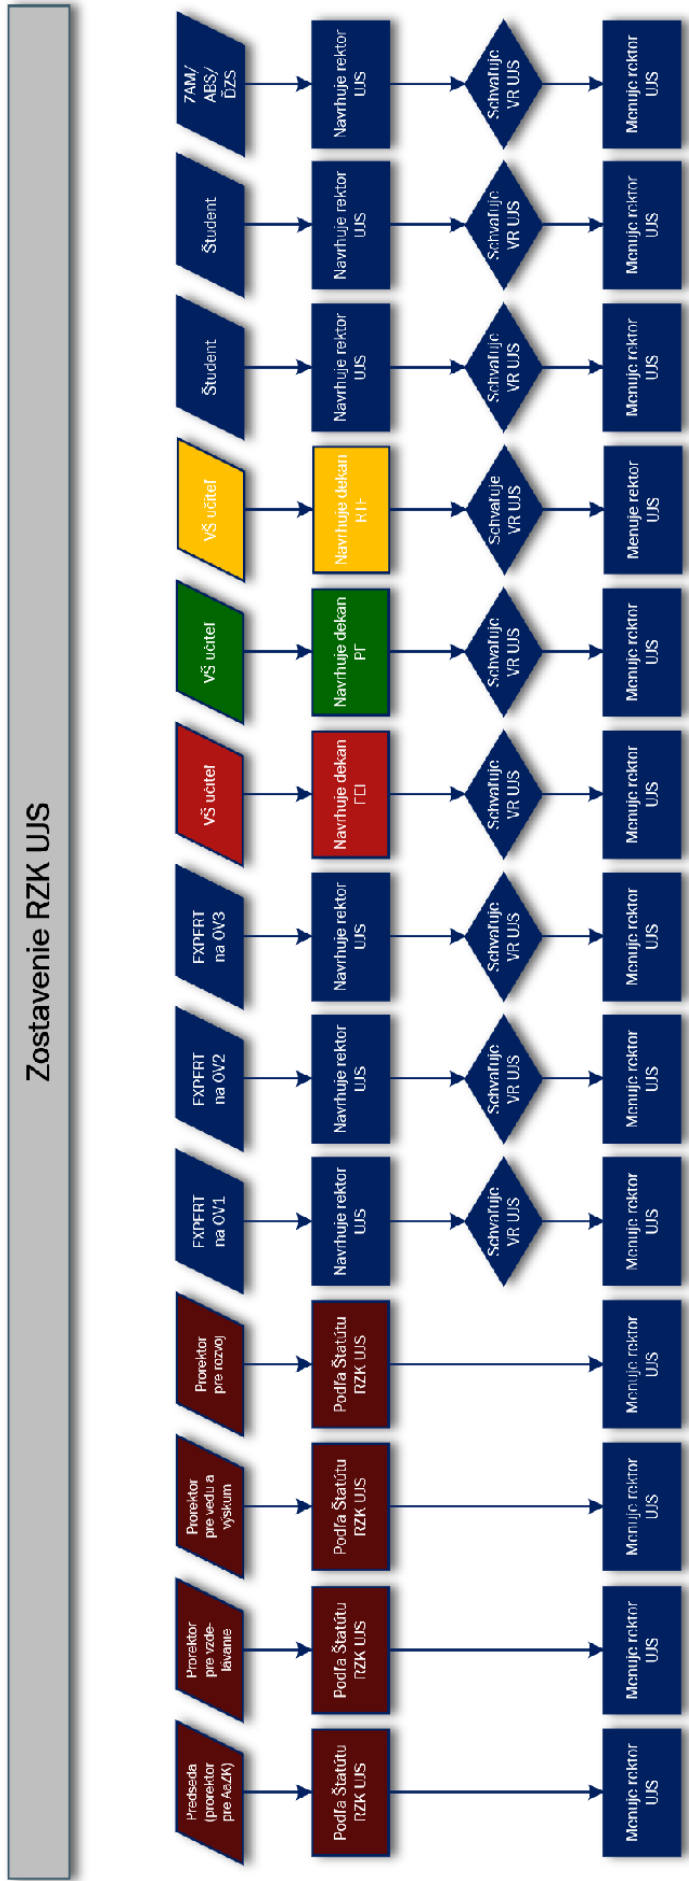 Zostavenie RZK UJS
Predseda
(prorektor
pre AaZK)
Prorektor
pre vzde-
lávanie
Prorektor
pre vedu a
výskum
Prorektor
pre rozvoj
EXPERT
na OV1
EXPERT
na OV2
EXPERT
na OV3
VŠ učiteľ
VŠ učiteľ
VŠ učiteľ
Študent
Študent
ZAM/
ABS/
ĎZS
Podľa Štatútu
RZK UJS
Podľa Štatútu
RZK UJS
Podľa Štatútu
RZK UJS
Podľa Štatútu
RZK UJS
Navrhuje rektor
UJS
Navrhuje rektor
UJS
Navrhuje rektor
UJS
Navrhuje dekan
FEI
Navrhuje dekan
PF
Navrhuje dekan
RTF
Navrhuje rektor
UJS
Navrhuje rektor
UJS
Navrhuje rektor
UJS
Schvaľuje
VR UJS
Schvaľuje
VR UJS
Schvaľuje
VR UJS
Schvaľuje
VR UJS
Schvaľuje
VR UJS
Schvaľuje
VR UJS
Schvaľuje
VR UJS
Schvaľuje
VR UJS
Schvaľuje
VR UJS
Menuje rektor
UJS
Menuje rektor
UJS
Menuje rektor
UJS
Menuje rektor
UJS
Menuje rektor
UJS
Menuje rektor
UJS
Menuje rektor
UJS
Menuje rektor
UJS
Menuje rektor
UJS
Menuje rektor
UJS
Menuje rektor
UJS
Menuje rektor
UJS
Menuje rektor
UJS